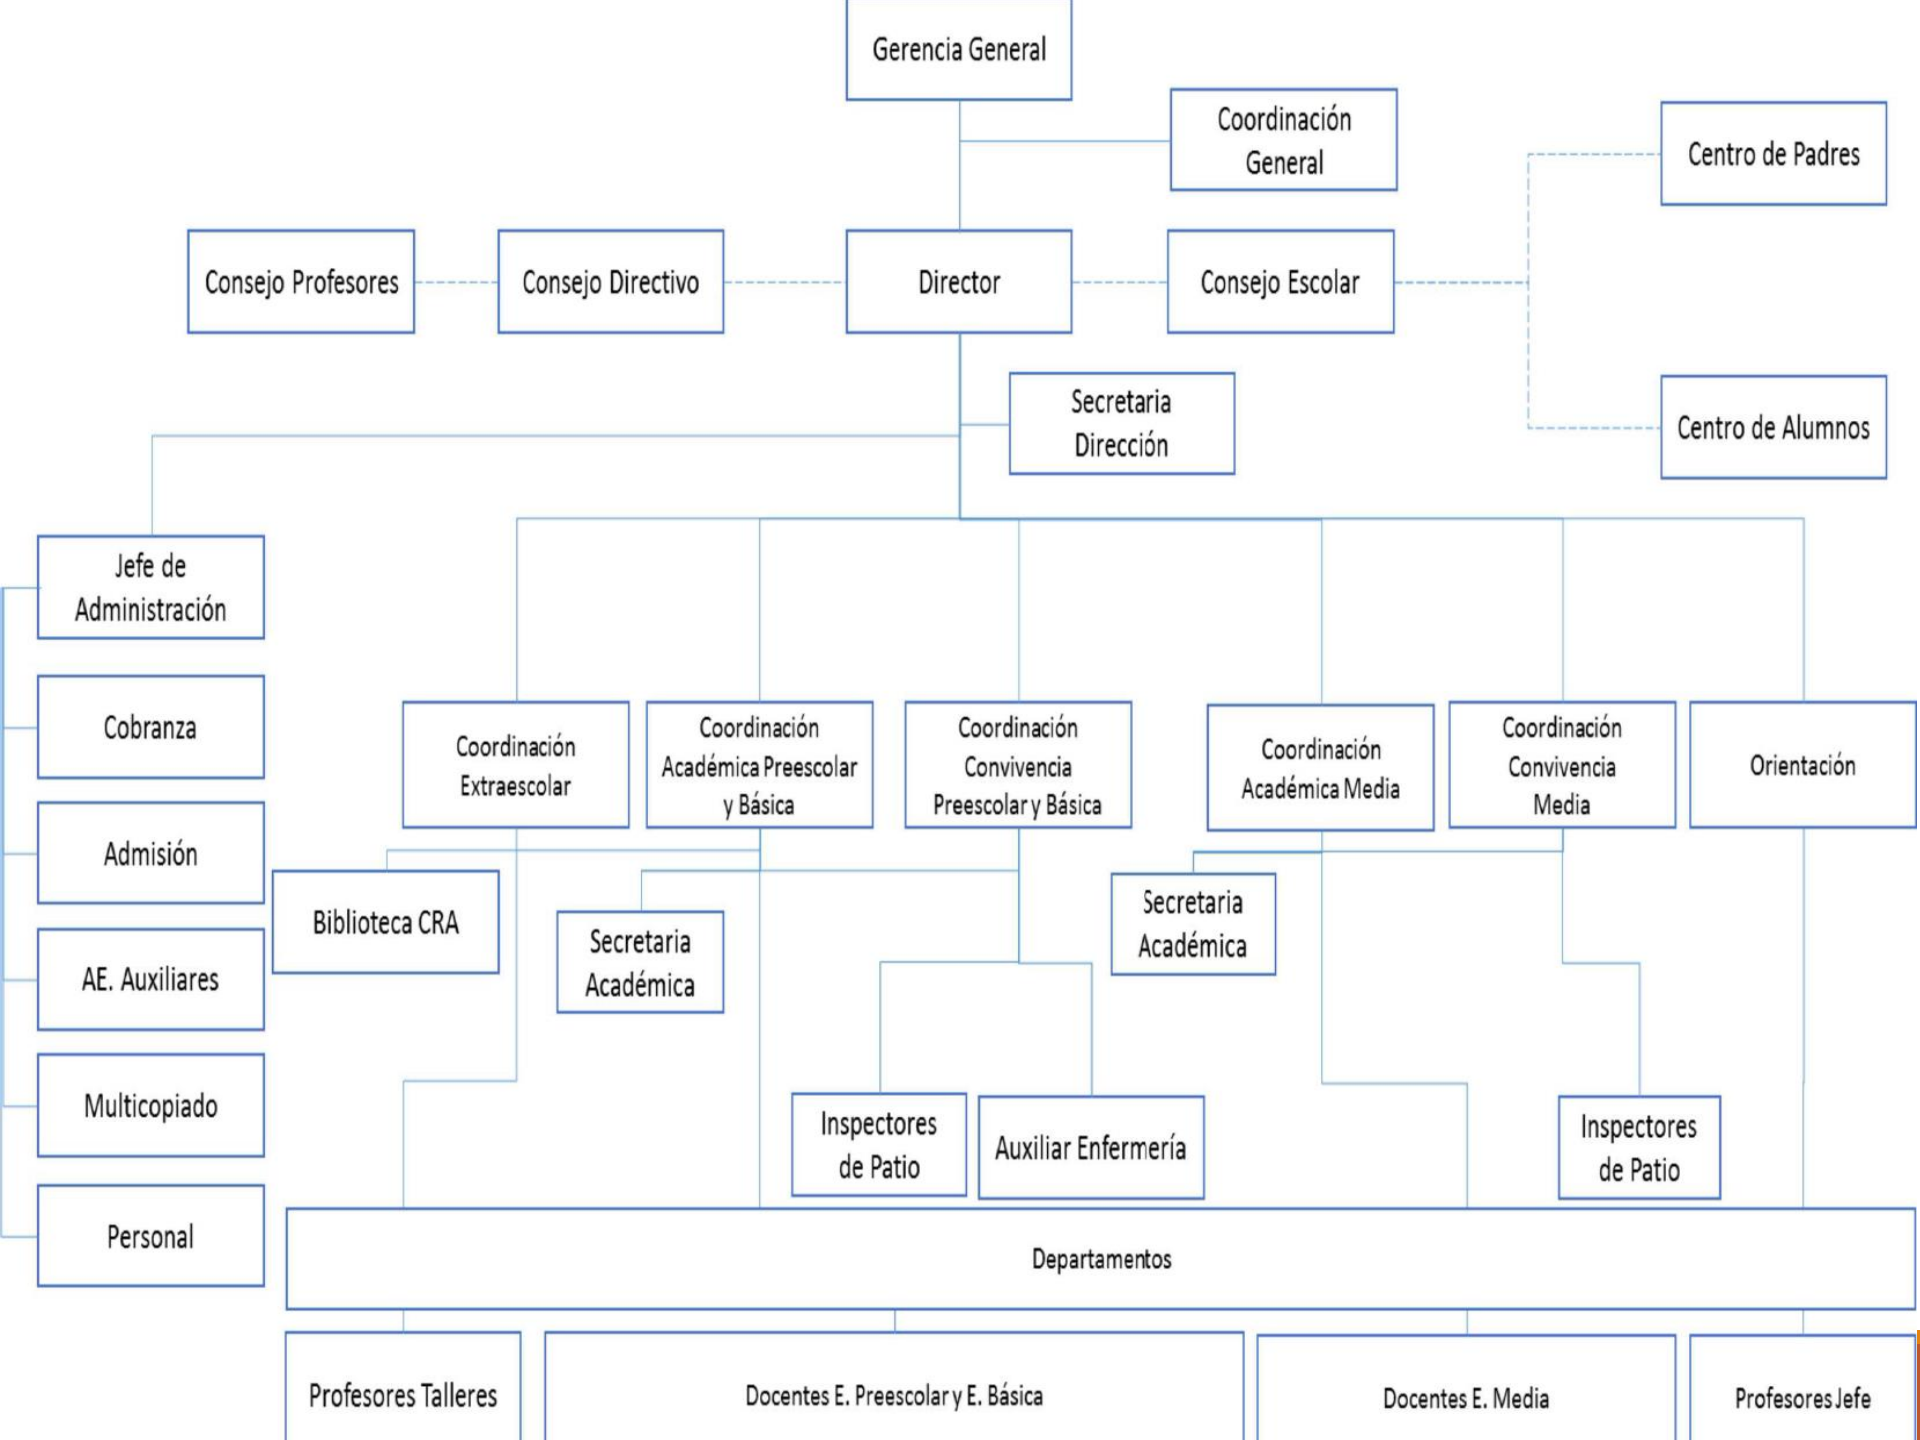 Gerencia General
Coordinación
General
Centro de Padres
Consejo Profesores
Consejo Directivo
Director
Consejo Escolar
Secretaria
Dirección
Centro de Alumnos
Jefe de
Administración
Cobranza
Admisión
AE. Auxiliares
Multicopiado
Personal
Coordinación
Extraescolar
Coordinación
Académica Preescolar
y Básica
Coordinación
Convivencia
Preescolar y Básica
Coordinación
Académica Media
Coordinación
Convivencia
Media
Orientación
Biblioteca CRA
Secretaria
Académica
Secretaria
Académica
Inspectores
de Patio
Auxiliar Enfermería
Inspectores
de Patio
Departamentos
Profesores Talleres
Docentes E. Preescolar y E. Básica
Docentes E. Media
Profesores Jefe